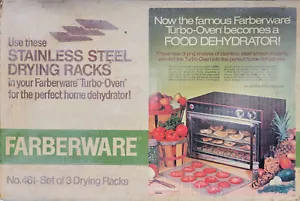 Use these
STAINLESS STEEL
DRYING RACKS
in your Farberware® Turbo-Oven®
for the perfect home dehydrator!
FARBERWARE
No. 461-Set of 3 Drying Racks
Now the famous Farberware®
Turbo-Oven® becomes a
FOOD DEHYDRATOR!